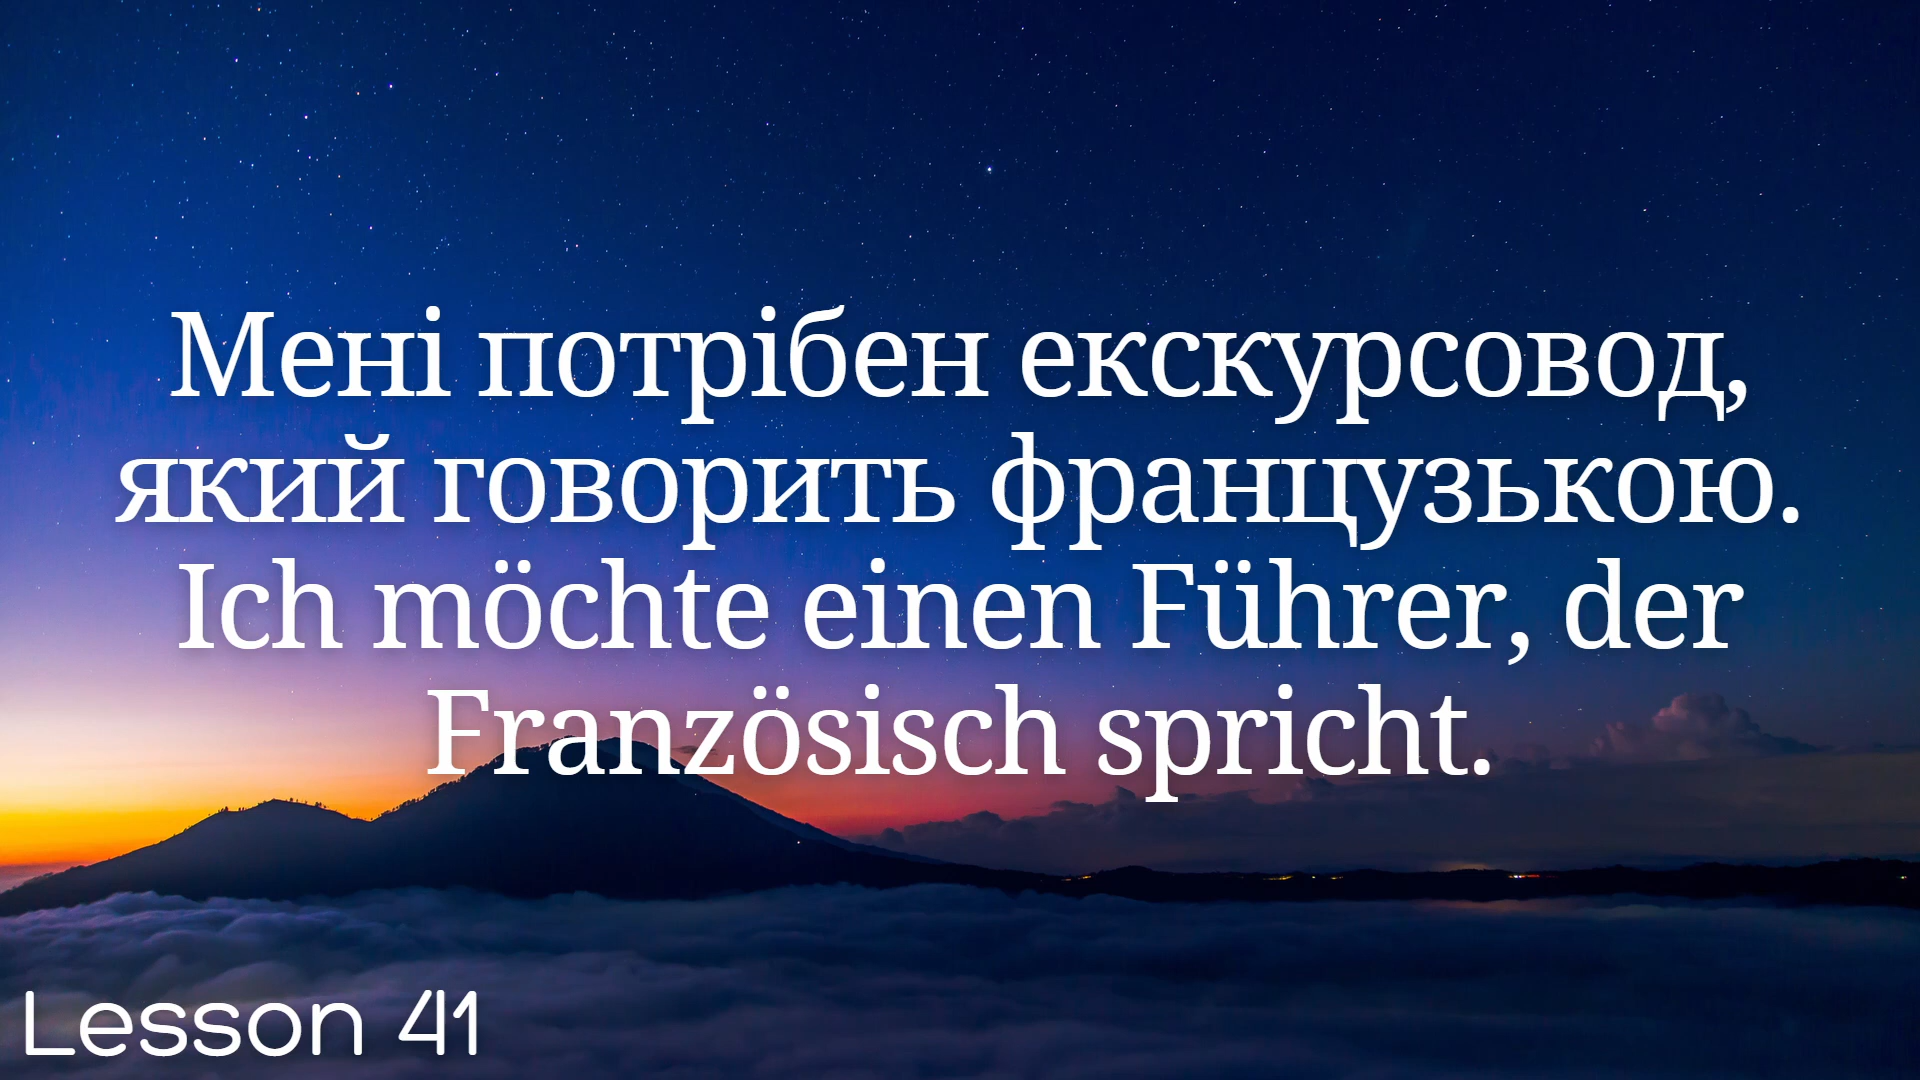 Мені потрібен екскурсовод,
який говорить французькою.
Ich möchte einen Führer, der
Französisch spricht.
Lesson 41